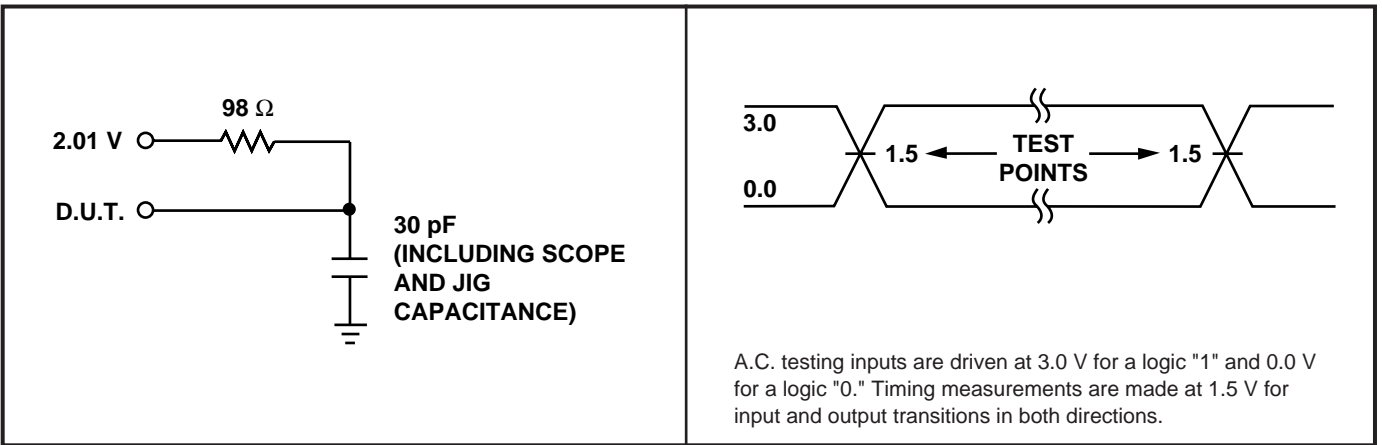 98 Ω
2.01 V
D.U.T.
30 pF
(INCLUDING SCOPE
AND JIG
CAPACITANCE)
3.0
1.5 TEST 1.5
POINTS
0.0
A.C. testing inputs are driven at 3.0 V for a logic "1" and 0.0 V
for a logic "0." Timing measurements are made at 1.5 V for
input and output transitions in both directions.